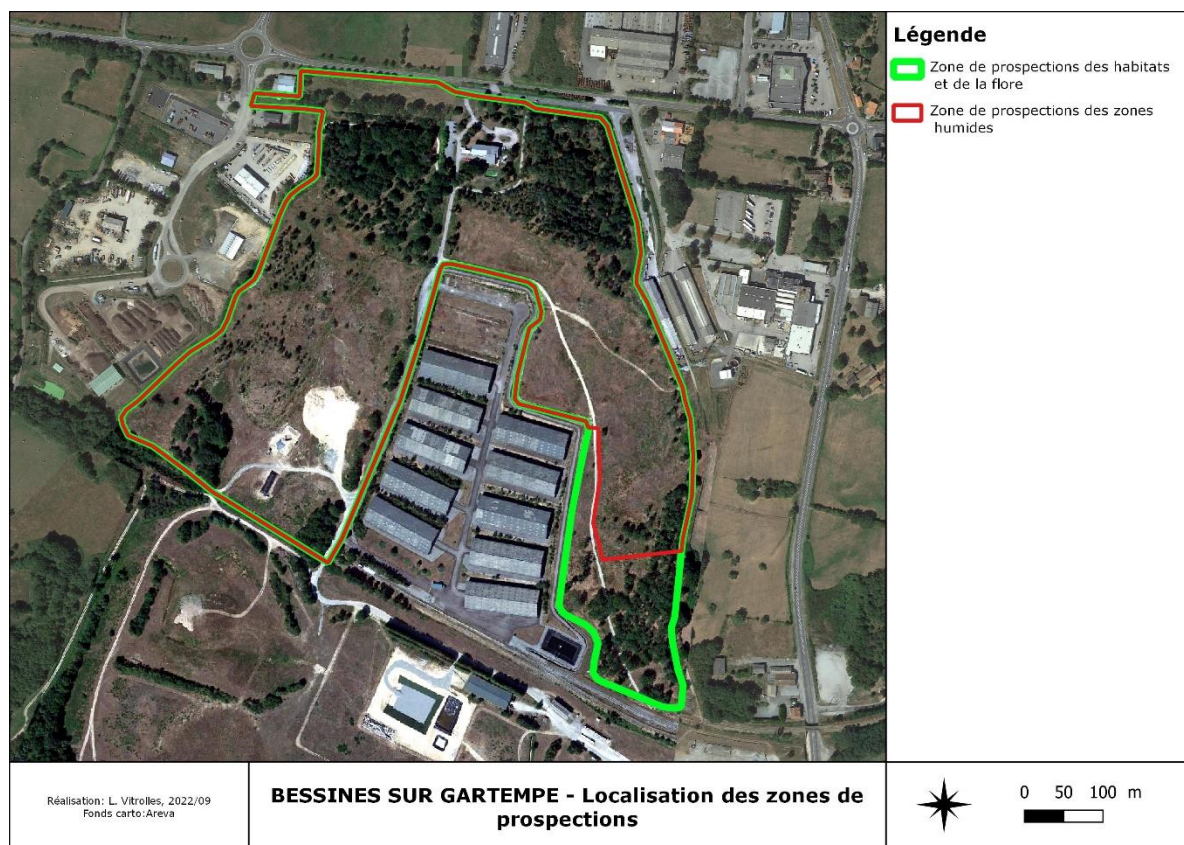 Légende
Zone de prospections des habitats
et de la flore
Zone de prospections des zones
humides
Réalisation: L. Vitrolles, 2022/09
Fonds carto:Areva
BESSINES SUR GARTEMPE - Localisation des zones de
prospections
0 50 100 m